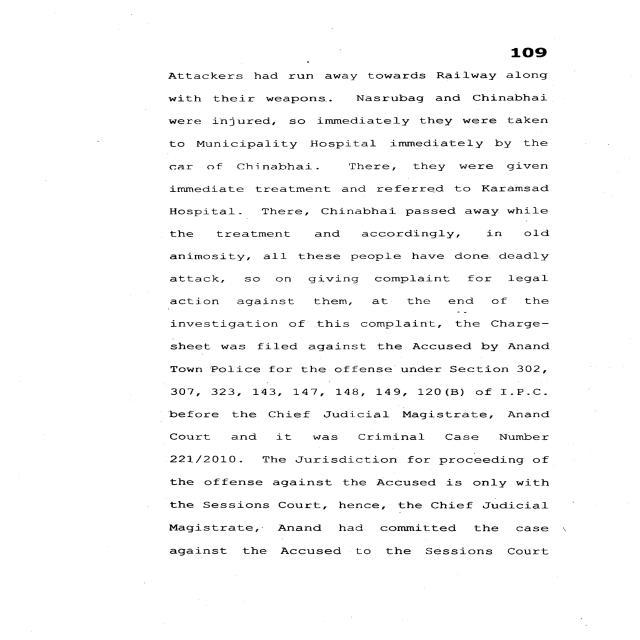 109
Attackers had run away towards Railway along
with their weapons. Nasrubag and Chinabhai
were injured, so immediately they were taken
to Municipality Hospital immediately by the
car of Chinabhai. There, they were given
immediate treatment and referred to Karamsad
Hospital. There, Chinabhai passed away while
the treatment and accordingly, in old
animosity, all these people have done deadly
attack, so on giving complaint for legal
action against them, at the end of the
investigation of this complaint, the Charge-
sheet was filed against the Accused by Anand
Town Police for the offense under Section 302,
307, 323, 143, 147, 148, 149, 120(B) of I.P.C.
before the Chief Judicial Magistrate, Anand
Court and it was Criminal Case Number
221/2010. The Jurisdiction for proceeding of
the offense against the Accused is only with
the Sessions Court, hence, the Chief Judicial
Magistrate, Anand had committed the case
against the Accused to the Sessions Court